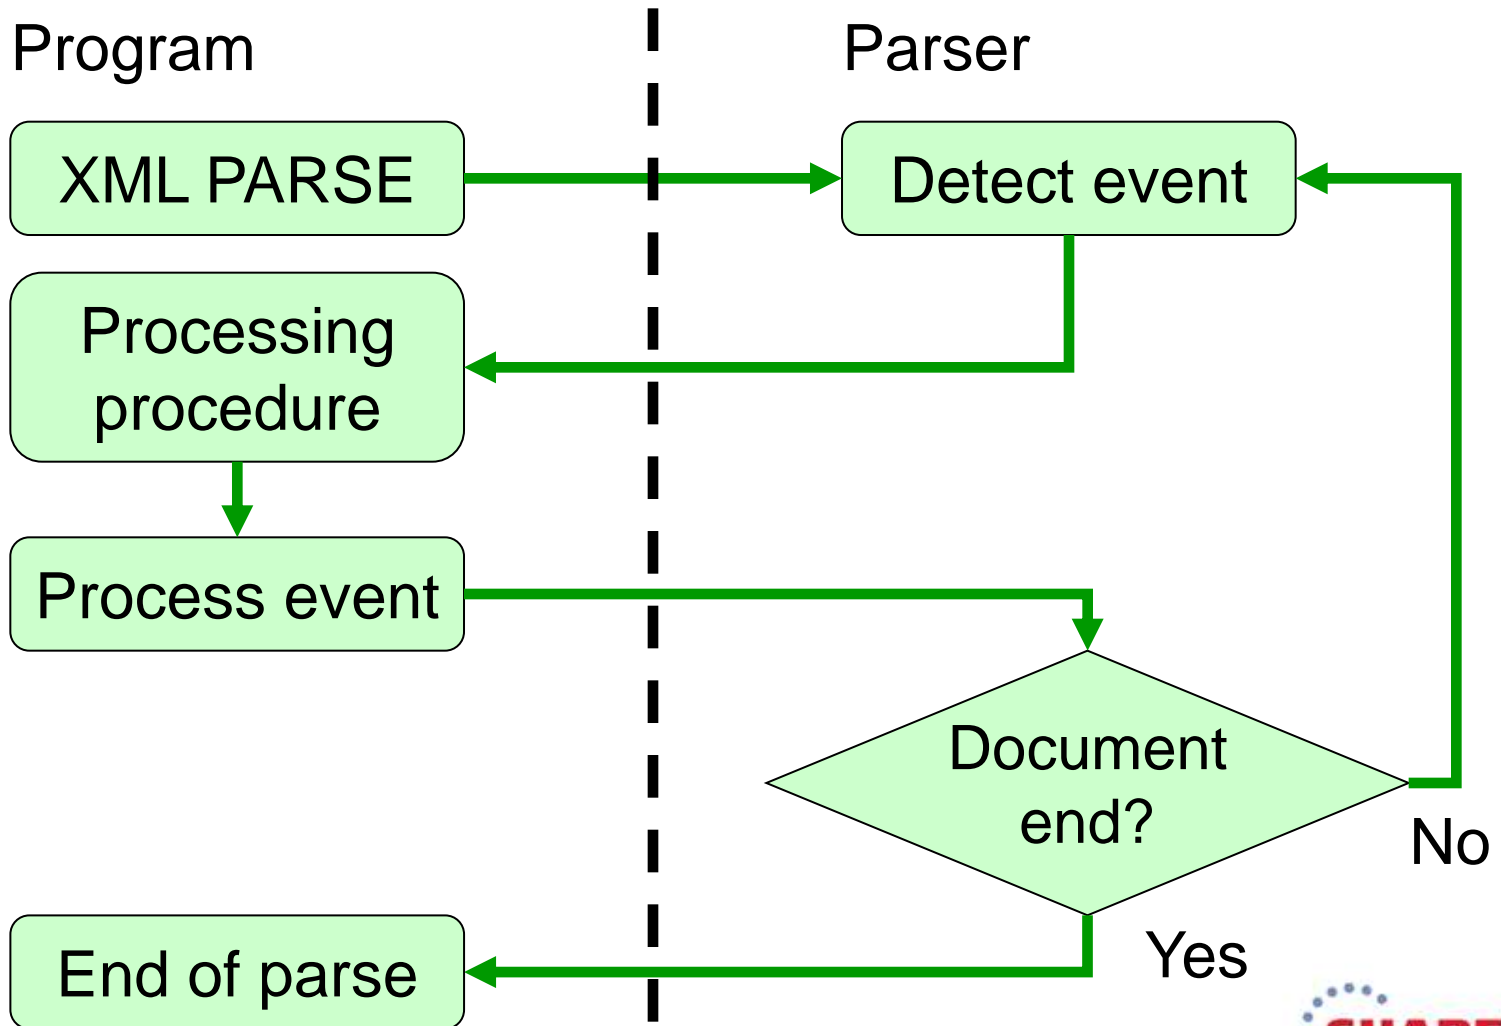 Program
Parser
XML PARSE
Detect event
Processing
procedure
Process event
Document
end?
No
Yes
End of parse